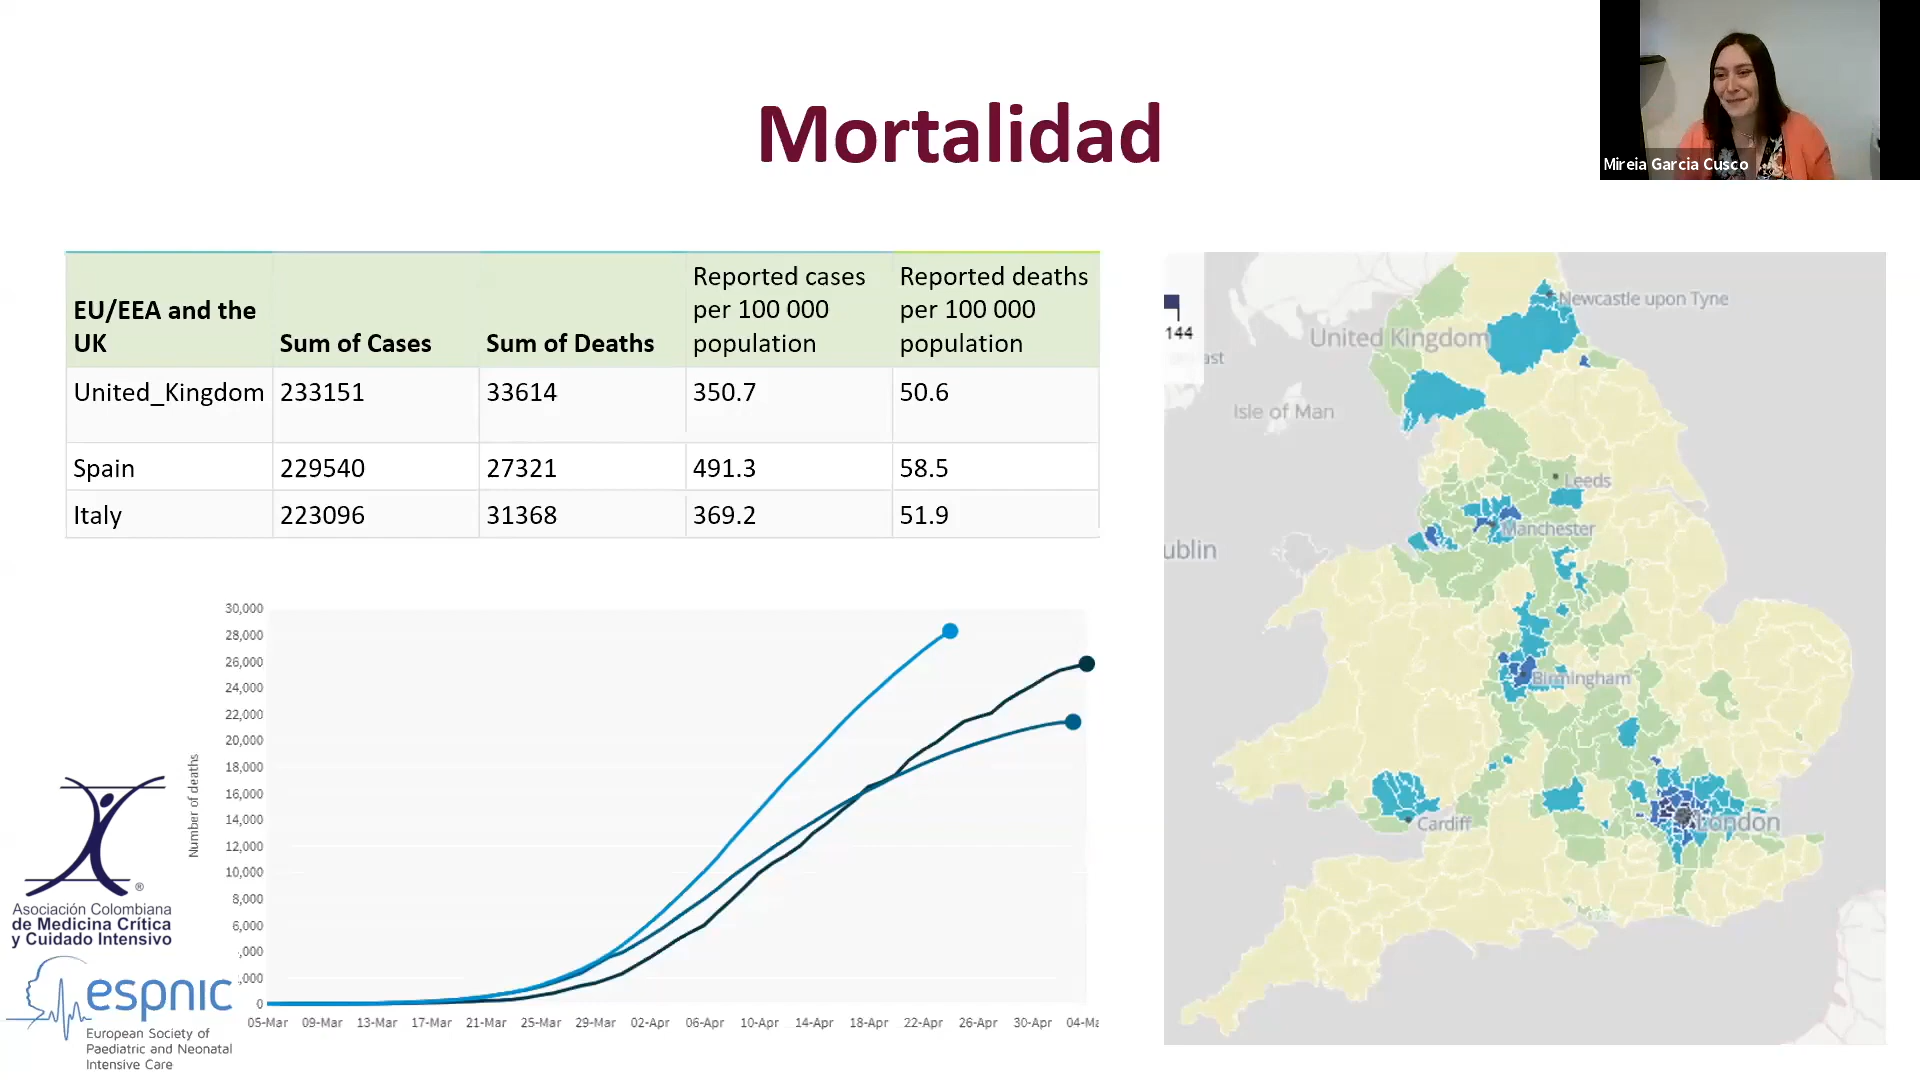 Mortalidad
Mireia Garcia Cusco
EU/EEA and the UK
Sum of Cases
Sum of Deaths
Reported cases per 100 000 population
Reported deaths per 100 000 population
United_Kingdom 233151 33614 350.7 50.6
Spain 229540 27321 491.3 58.5
Italy 223096 31368 369.2 51.9
30,000
28,000
26,000
24,000
22,000
20,000
18,000
16,000
14,000
12,000
10,000
8,000
6,000
,000
,000
0
Number of deaths
05-Mar 09-Mar 13-Mar 17-Mar 21-Mar 25-Mar 29-Mar 02-Apr 06-Apr 10-Apr 14-Apr 18-Apr 22-Apr 26-Apr 30-Apr 04-Ma
144
Newcastle upon Tyne
United Kingdom
ast
Isle of Man
Leeds
Manchester
ublin
Birmingham
Cardiff
London
®
Asociación Colombiana
de Medicina Crítica
y Cuidado Intensivo
espnic
European Society of
Paediatric and Neonatal
Intensive Care